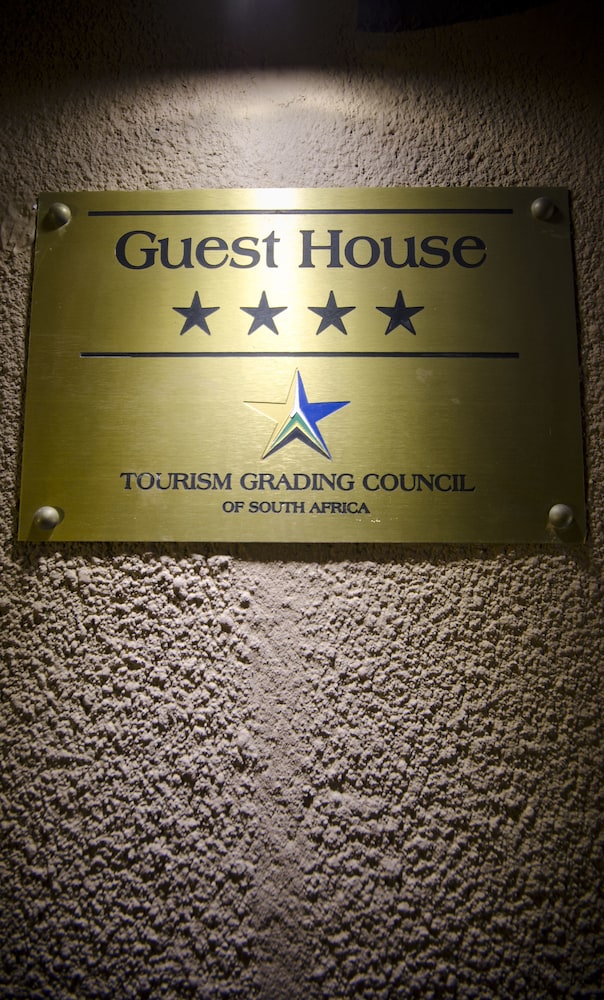 Guest House
★★★★
TOURISM GRADING COUNCIL
OF SOUTH AFRICA